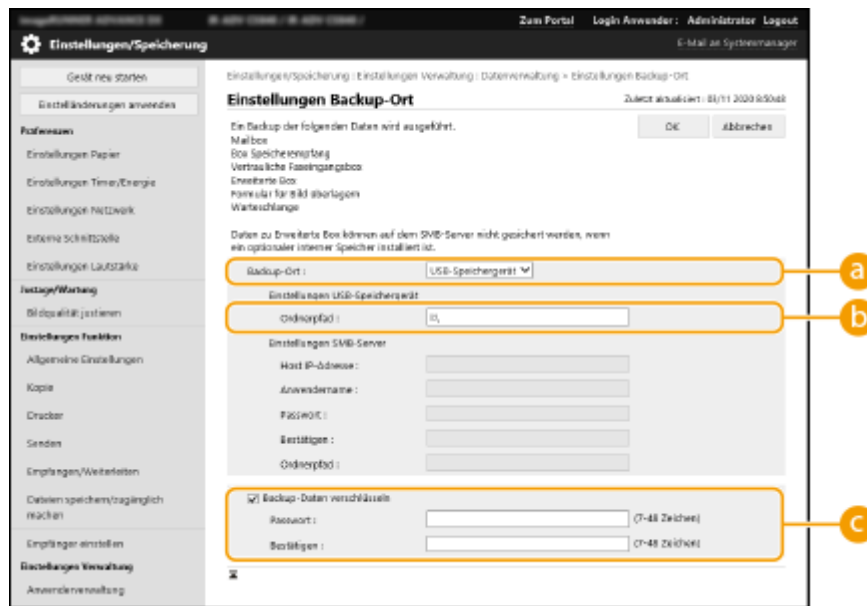 Zum Portal Login Anwender: Administrator Logout
Einstellungen/Speicherung E-Mail an Systemmanager
Gerät neu starten
Einstelländerungen anwenden
Präferenzen
Einstellungen Papier
Einstellungen Timer/Energie
Einstellungen Netzwerk
Externe Schnittstelle
Einstellungen Lautstärke
Justage/Wartung
Bildqualität justieren
Einstellungen Funktion
Allgemeine Einstellungen
Kopie
Drucker
Senden
Empfangen/Weiterleiten
Dateien speichern/zugänglich
machen
Empfänger einstellen
Einstellungen Verwaltung
Anwenderverwaltung
Einstellungen/Speicherung : Einstellungen Verwaltung : Datenverwaltung > Einstellungen Backup-Ort
Einstellungen Backup-Ort
Zuletzt aktualisiert : 2020 8:50:48
OK Abbrechen
Ein Backup der folgenden Daten wird ausgeführt.
Mailbox
Box Speicherempfang
Vertrauliche Faxeingangsbox
Erweiterte Box
Formular für Bild überlagern
Warteschlange
Daten zu Erweiterte Box können auf dem SMB-Server nicht gesichert werden, wenn
ein optionaler interner Speicher installiert ist.
Backup-Ort : USB-Speichergerät a
Einstellungen USB-Speichergerät
Ordnerpfad : b
Einstellungen SMB-Server
Host IP-Adresse :
Anwendername :
Passwort :
Bestätigen :
Ordnerpfad :
Backup-Daten verschlüsseln
Passwort : (7-48 Zeichen) c
Bestätigen : (7-48 Zeichen)